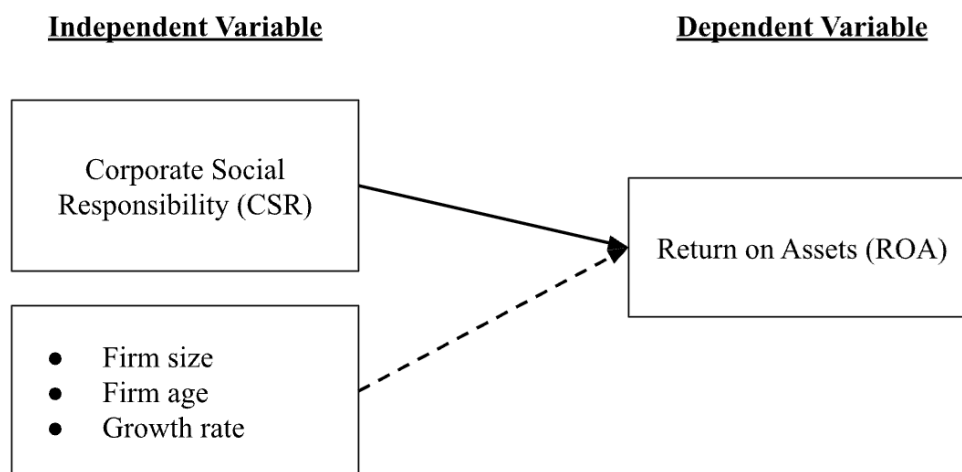 Independent Variable
Dependent Variable
Corporate Social
Responsibility (CSR)
Return on Assets (ROA)
● Firm size
● Firm age
● Growth rate